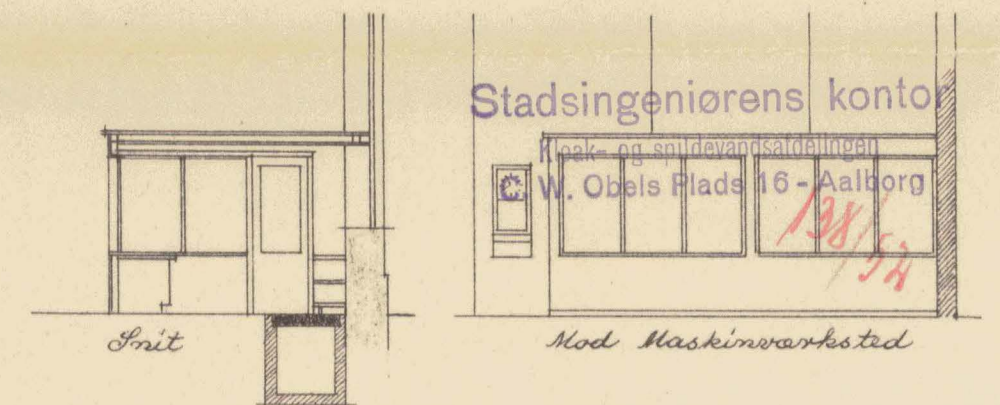 Stadsingeniørens kontor
Kloak- og spildevandsafdelingen
C. W. Obels Plads 16 - Aalborg
138/52
Snit
Mod Maskinværksted